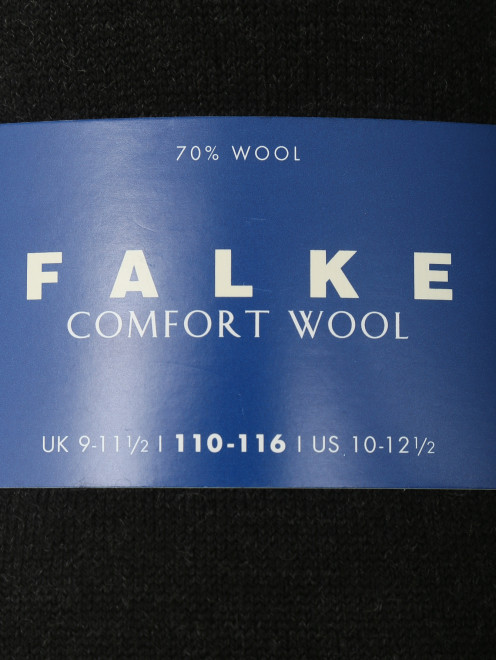 70% WOOL
FALKE
COMFORT WOOL
UK 9-11½ | 110-116 | US 10-12½